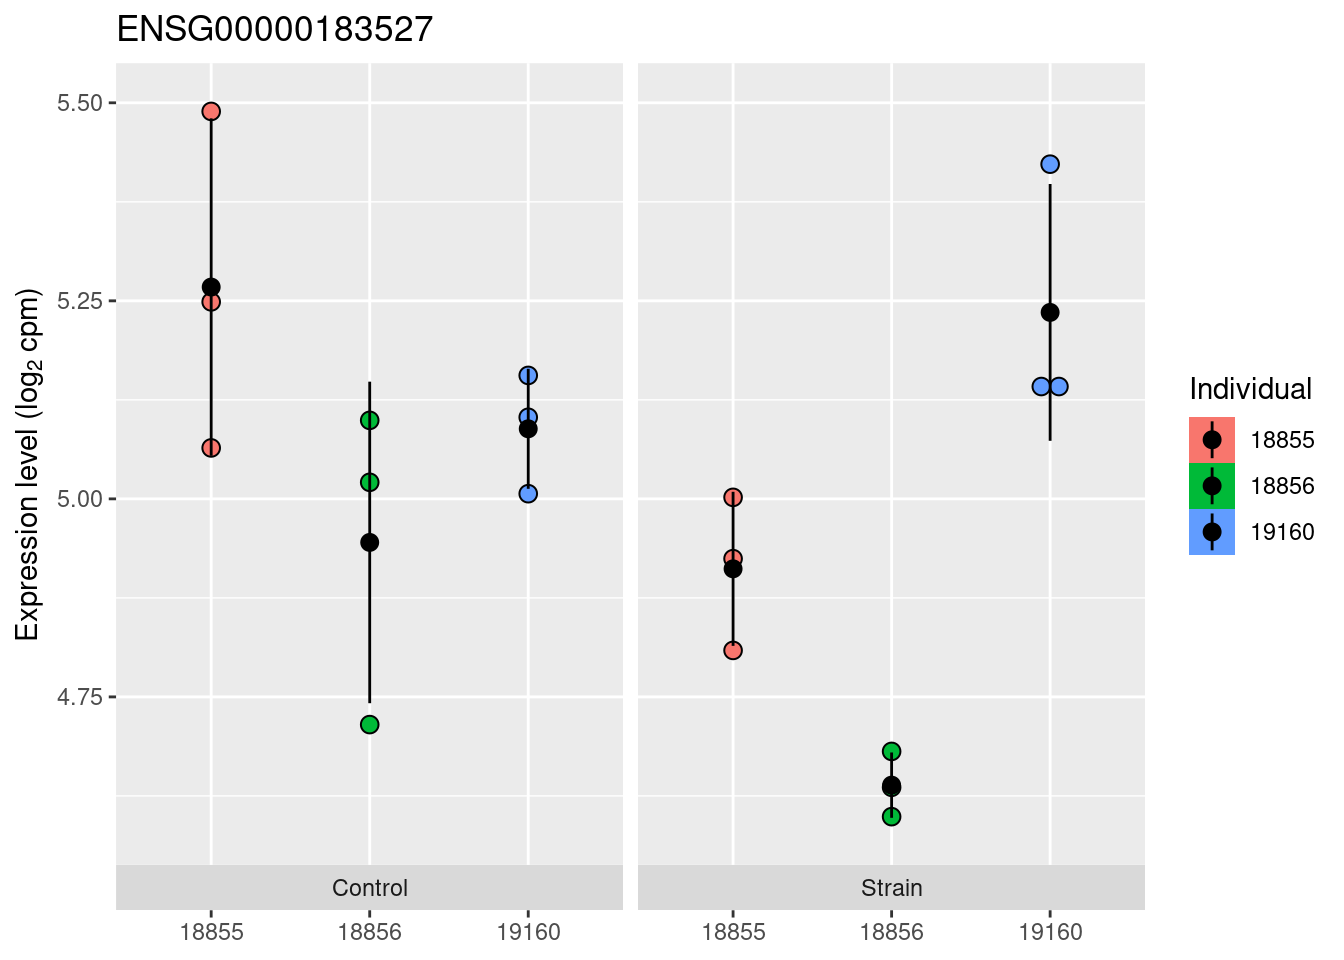 ENSG00000183527
Expression level (log₂ cpm)
5.50
5.25
5.00
4.75
Control
Strain
18855
18856
19160
18855
18856
19160
Individual
18855
18856
19160